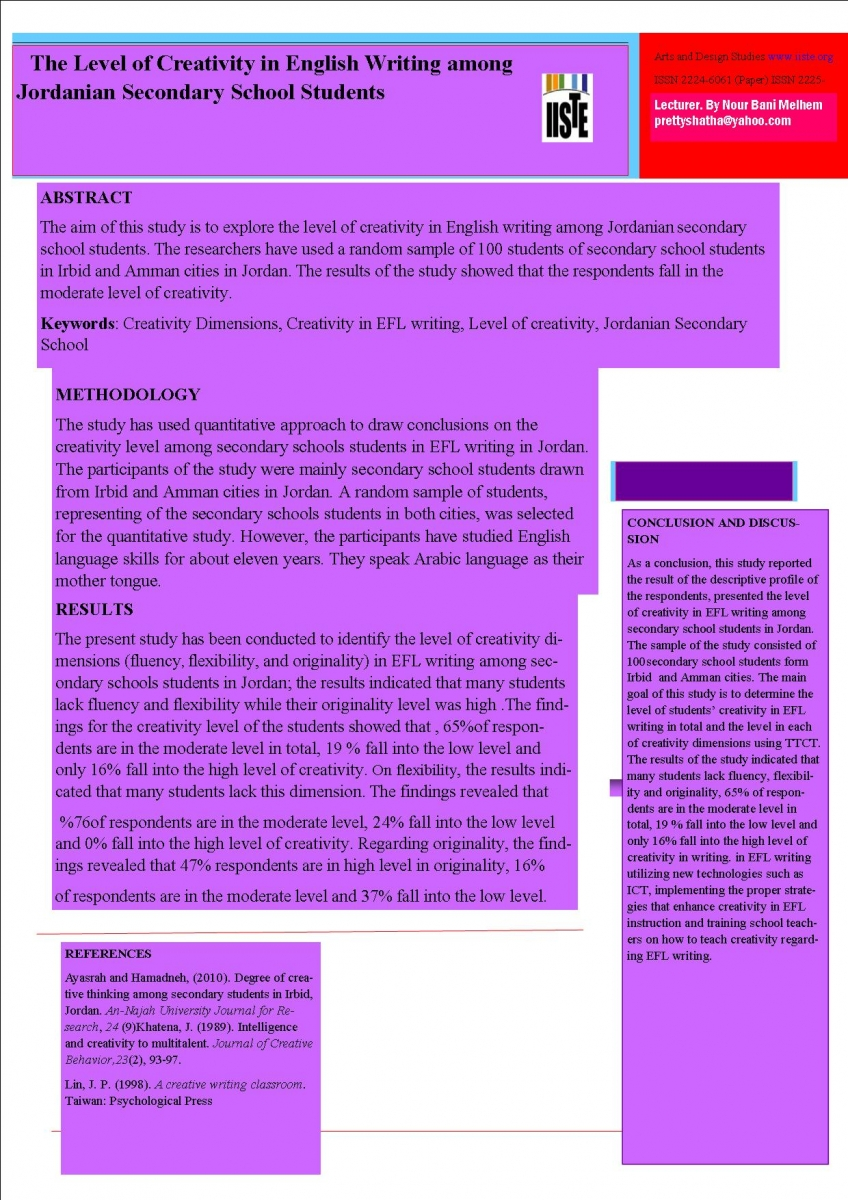 The Level of Creativity in English Writing among
Jordanian Secondary School Students
IISTE
Arts and Design Studies www.iiste.org
ISSN 2224-6061 (Paper) ISSN 2225-
Lecturer. By Nour Bani Melhem
prettyshatha@yahoo.com
ABSTRACT
The aim of this study is to explore the level of creativity in English writing among Jordanian secondary
school students. The researchers have used a random sample of 100 students of secondary school students
in Irbid and Amman cities in Jordan. The results of the study showed that the respondents fall in the
moderate level of creativity.
Keywords: Creativity Dimensions, Creativity in EFL writing, Level of creativity, Jordanian Secondary
School
METHODOLOGY
The study has used quantitative approach to draw conclusions on the
creativity level among secondary schools students in EFL writing in Jordan.
The participants of the study were mainly secondary school students drawn
from Irbid and Amman cities in Jordan. A random sample of students,
representing of the secondary schools students in both cities, was selected
for the quantitative study. However, the participants have studied English
language skills for about eleven years. They speak Arabic language as their
mother tongue.
RESULTS
The present study has been conducted to identify the level of creativity di-
mensions (fluency, flexibility, and originality) in EFL writing among sec-
ondary schools students in Jordan; the results indicated that many students
lack fluency and flexibility while their originality level was high .The find-
ings for the creativity level of the students showed that , 65%of respon-
dents are in the moderate level in total, 19 % fall into the low level and
only 16% fall into the high level of creativity. On flexibility, the results indi-
cated that many students lack this dimension. The findings revealed that
%76of respondents are in the moderate level, 24% fall into the low level
and 0% fall into the high level of creativity. Regarding originality, the find-
ings revealed that 47% respondents are in high level in originality, 16%
of respondents are in the moderate level and 37% fall into the low level.
CONCLUSION AND DISCUS-
SION
As a conclusion, this study reported
the result of the descriptive profile of
the respondents, presented the level
of creativity in EFL writing among
secondary school students in Jordan.
The sample of the study consisted of
100secondary school students form
Irbid and Amman cities. The main
goal of this study is to determine the
level of students' creativity in EFL
writing in total and the level in each
of creativity dimensions using TTCT.
The results of the study indicated that
many students lack fluency, flexibil-
ity and originality, 65% of respon-
dents are in the moderate level in
total, 19 % fall into the low level and
only 16% fall into the high level of
creativity in writing. in EFL writing
utilizing new technologies such as
ICT, implementing the proper strate-
gies that enhance creativity in EFL
instruction and training school teach-
ers on how to teach creativity regard-
ing EFL writing.
REFERENCES
Ayasrah and Hamadneh, (2010). Degree of crea-
tive thinking among secondary students in Irbid,
Jordan. An-Najah University Journal for Re-
search, 24 (9)Khatena, J. (1989). Intelligence
and creativity to multitalent. Journal of Creative
Behavior,23(2), 93-97.
Lin, J. P. (1998). A creative writing classroom.
Taiwan: Psychological Press